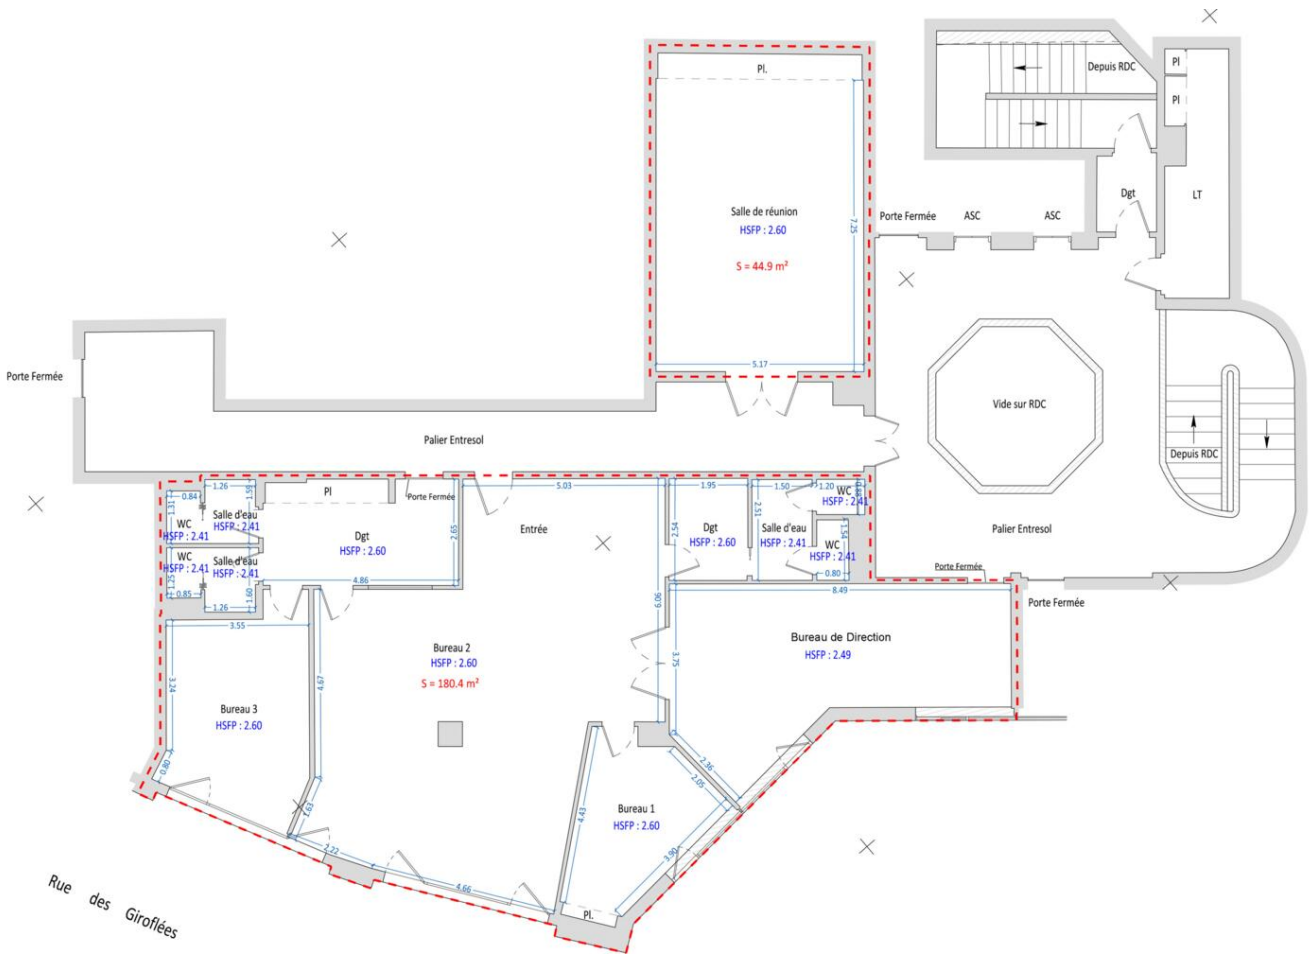 Depuis RDC
Pl
Pl.
Pl
Salle de réunion
HSFP : 2.60
S = 44.9 m²
7.25
5.17
Porte Fermée
ASC
ASC
Dgt
LT
Porte Fermée
Vide sur RDC
Palier Entresol
Depuis RDC
Palier Entresol
1.26
1.59
0.84
1.31
WC
HSFP : 2.41
Salle d'eau
HSFP : 2.41
WC
HSFP : 2.41
Salle d'eau
HSFP : 2.41
1.25
0.85
1.60
1.26
Pl
Porte Fermée
Dgt
HSFP : 2.60
4.86
2.65
5.03
Entrée
1.95
2.54
Dgt
HSFP : 2.60
1.50
2.51
Salle d'eau
HSFP : 2.41
1.20
WC
HSFP : 2.41
1.54
WC
HSFP : 2.41
0.80
Porte Fermée
Porte Fermée
8.49
Bureau de Direction
HSFP : 2.49
6.06
3.75
3.55
3.24
4.67
Bureau 2
HSFP : 2.60
S = 180.4 m²
Bureau 3
HSFP : 2.60
0.80
1.63
2.22
4.66
Bureau 1
HSFP : 2.60
4.43
2.36
2.05
3.90
Pl.
Rue des Giroflées